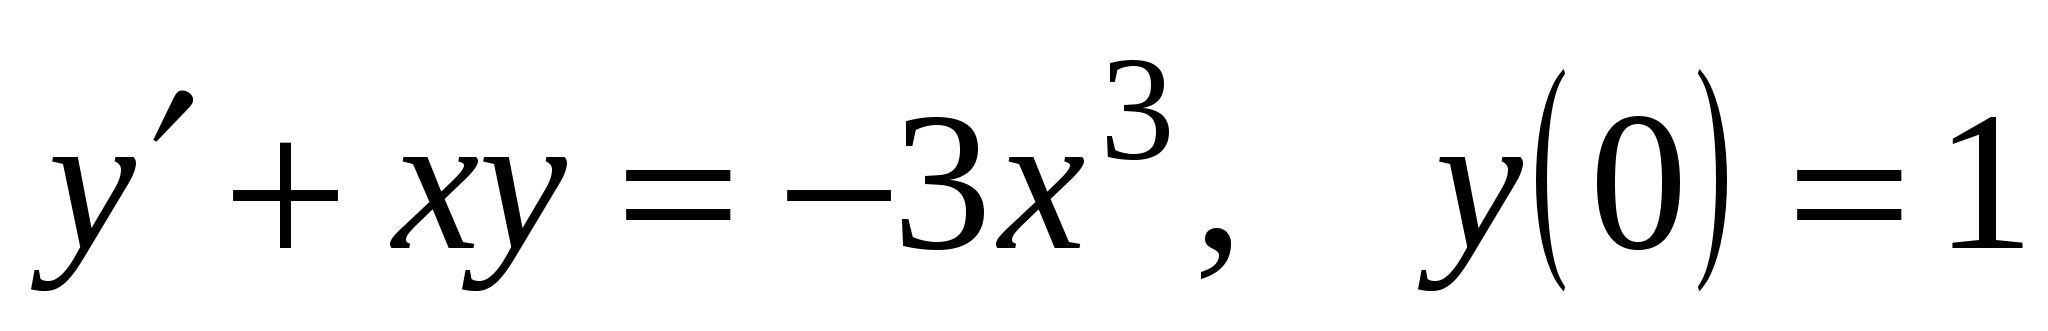 y′ + xy = −3x³, y(0) = 1